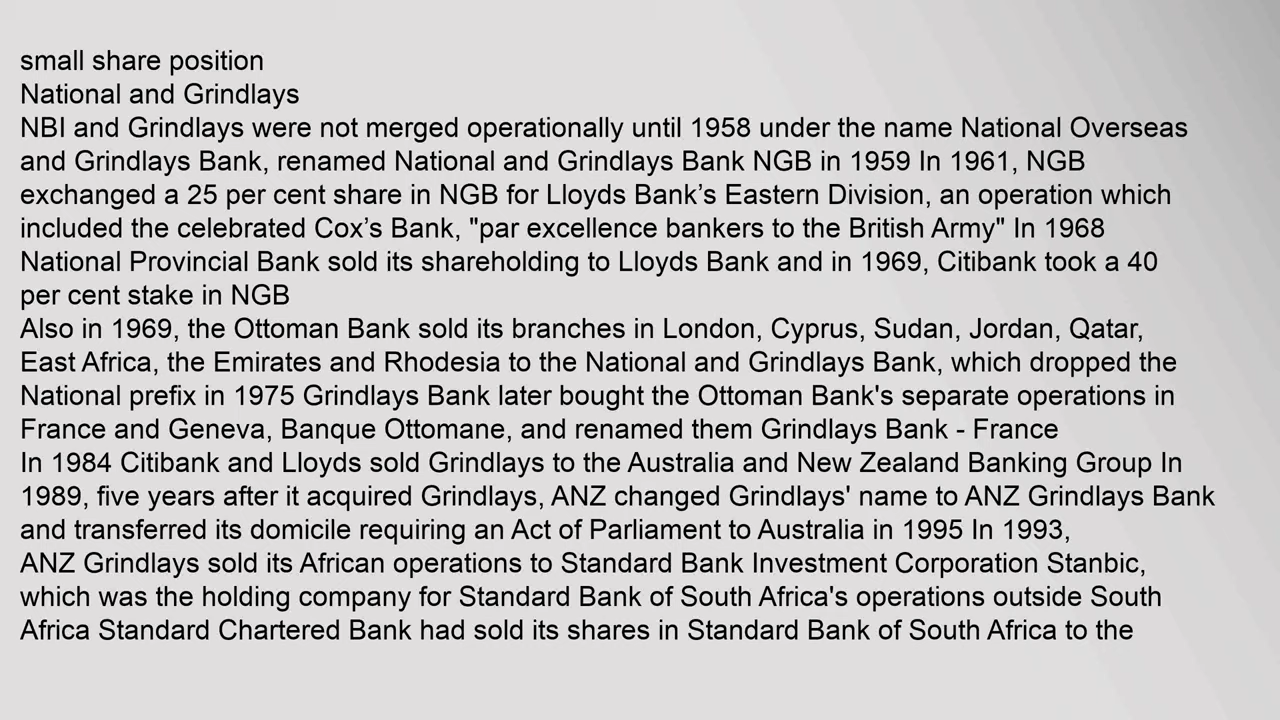 small share position
National and Grindlays
NBI and Grindlays were not merged operationally until 1958 under the name National Overseas
and Grindlays Bank, renamed National and Grindlays Bank NGB in 1959 In 1961, NGB
exchanged a 25 per cent share in NGB for Lloyds Bank’s Eastern Division, an operation which
included the celebrated Cox’s Bank, "par excellence bankers to the British Army" In 1968
National Provincial Bank sold its shareholding to Lloyds Bank and in 1969, Citibank took a 40
per cent stake in NGB
Also in 1969, the Ottoman Bank sold its branches in London, Cyprus, Sudan, Jordan, Qatar,
East Africa, the Emirates and Rhodesia to the National and Grindlays Bank, which dropped the
National prefix in 1975 Grindlays Bank later bought the Ottoman Bank's separate operations in
France and Geneva, Banque Ottomane, and renamed them Grindlays Bank - France
In 1984 Citibank and Lloyds sold Grindlays to the Australia and New Zealand Banking Group In
1989, five years after it acquired Grindlays, ANZ changed Grindlays' name to ANZ Grindlays Bank
and transferred its domicile requiring an Act of Parliament to Australia in 1995 In 1993,
ANZ Grindlays sold its African operations to Standard Bank Investment Corporation Stanbic,
which was the holding company for Standard Bank of South Africa's operations outside South
Africa Standard Chartered Bank had sold its shares in Standard Bank of South Africa to the